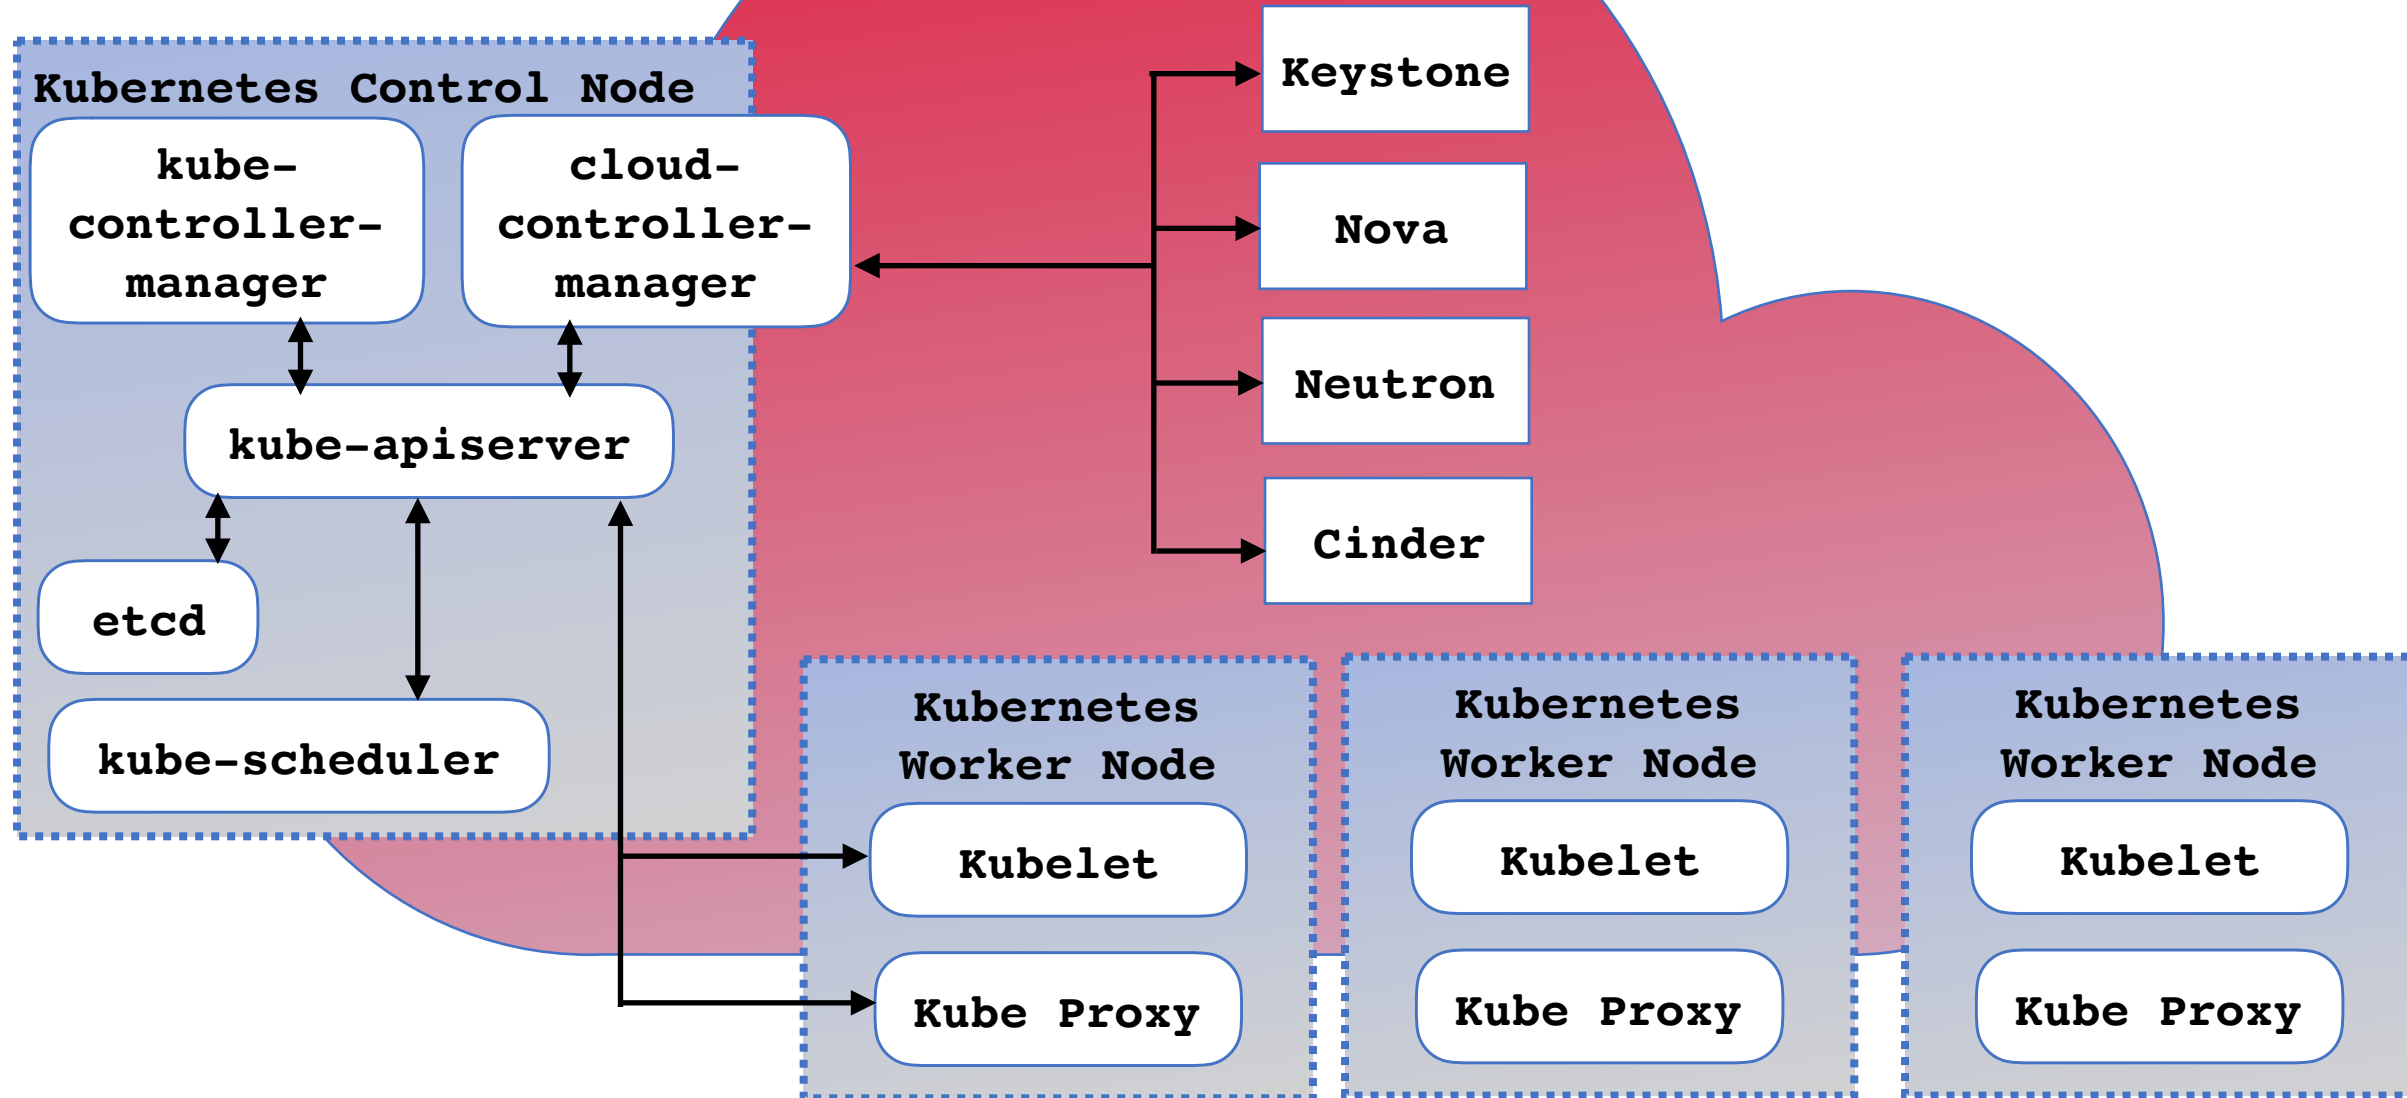 Kubernetes Control Node
kube-
controller-
manager
cloud-
controller-
manager
kube-apiserver
etcd
kube-scheduler
Keystone
Nova
Neutron
Cinder
Kubernetes
Worker Node
Kubelet
Kube Proxy
Kubernetes
Worker Node
Kubelet
Kube Proxy
Kubernetes
Worker Node
Kubelet
Kube Proxy